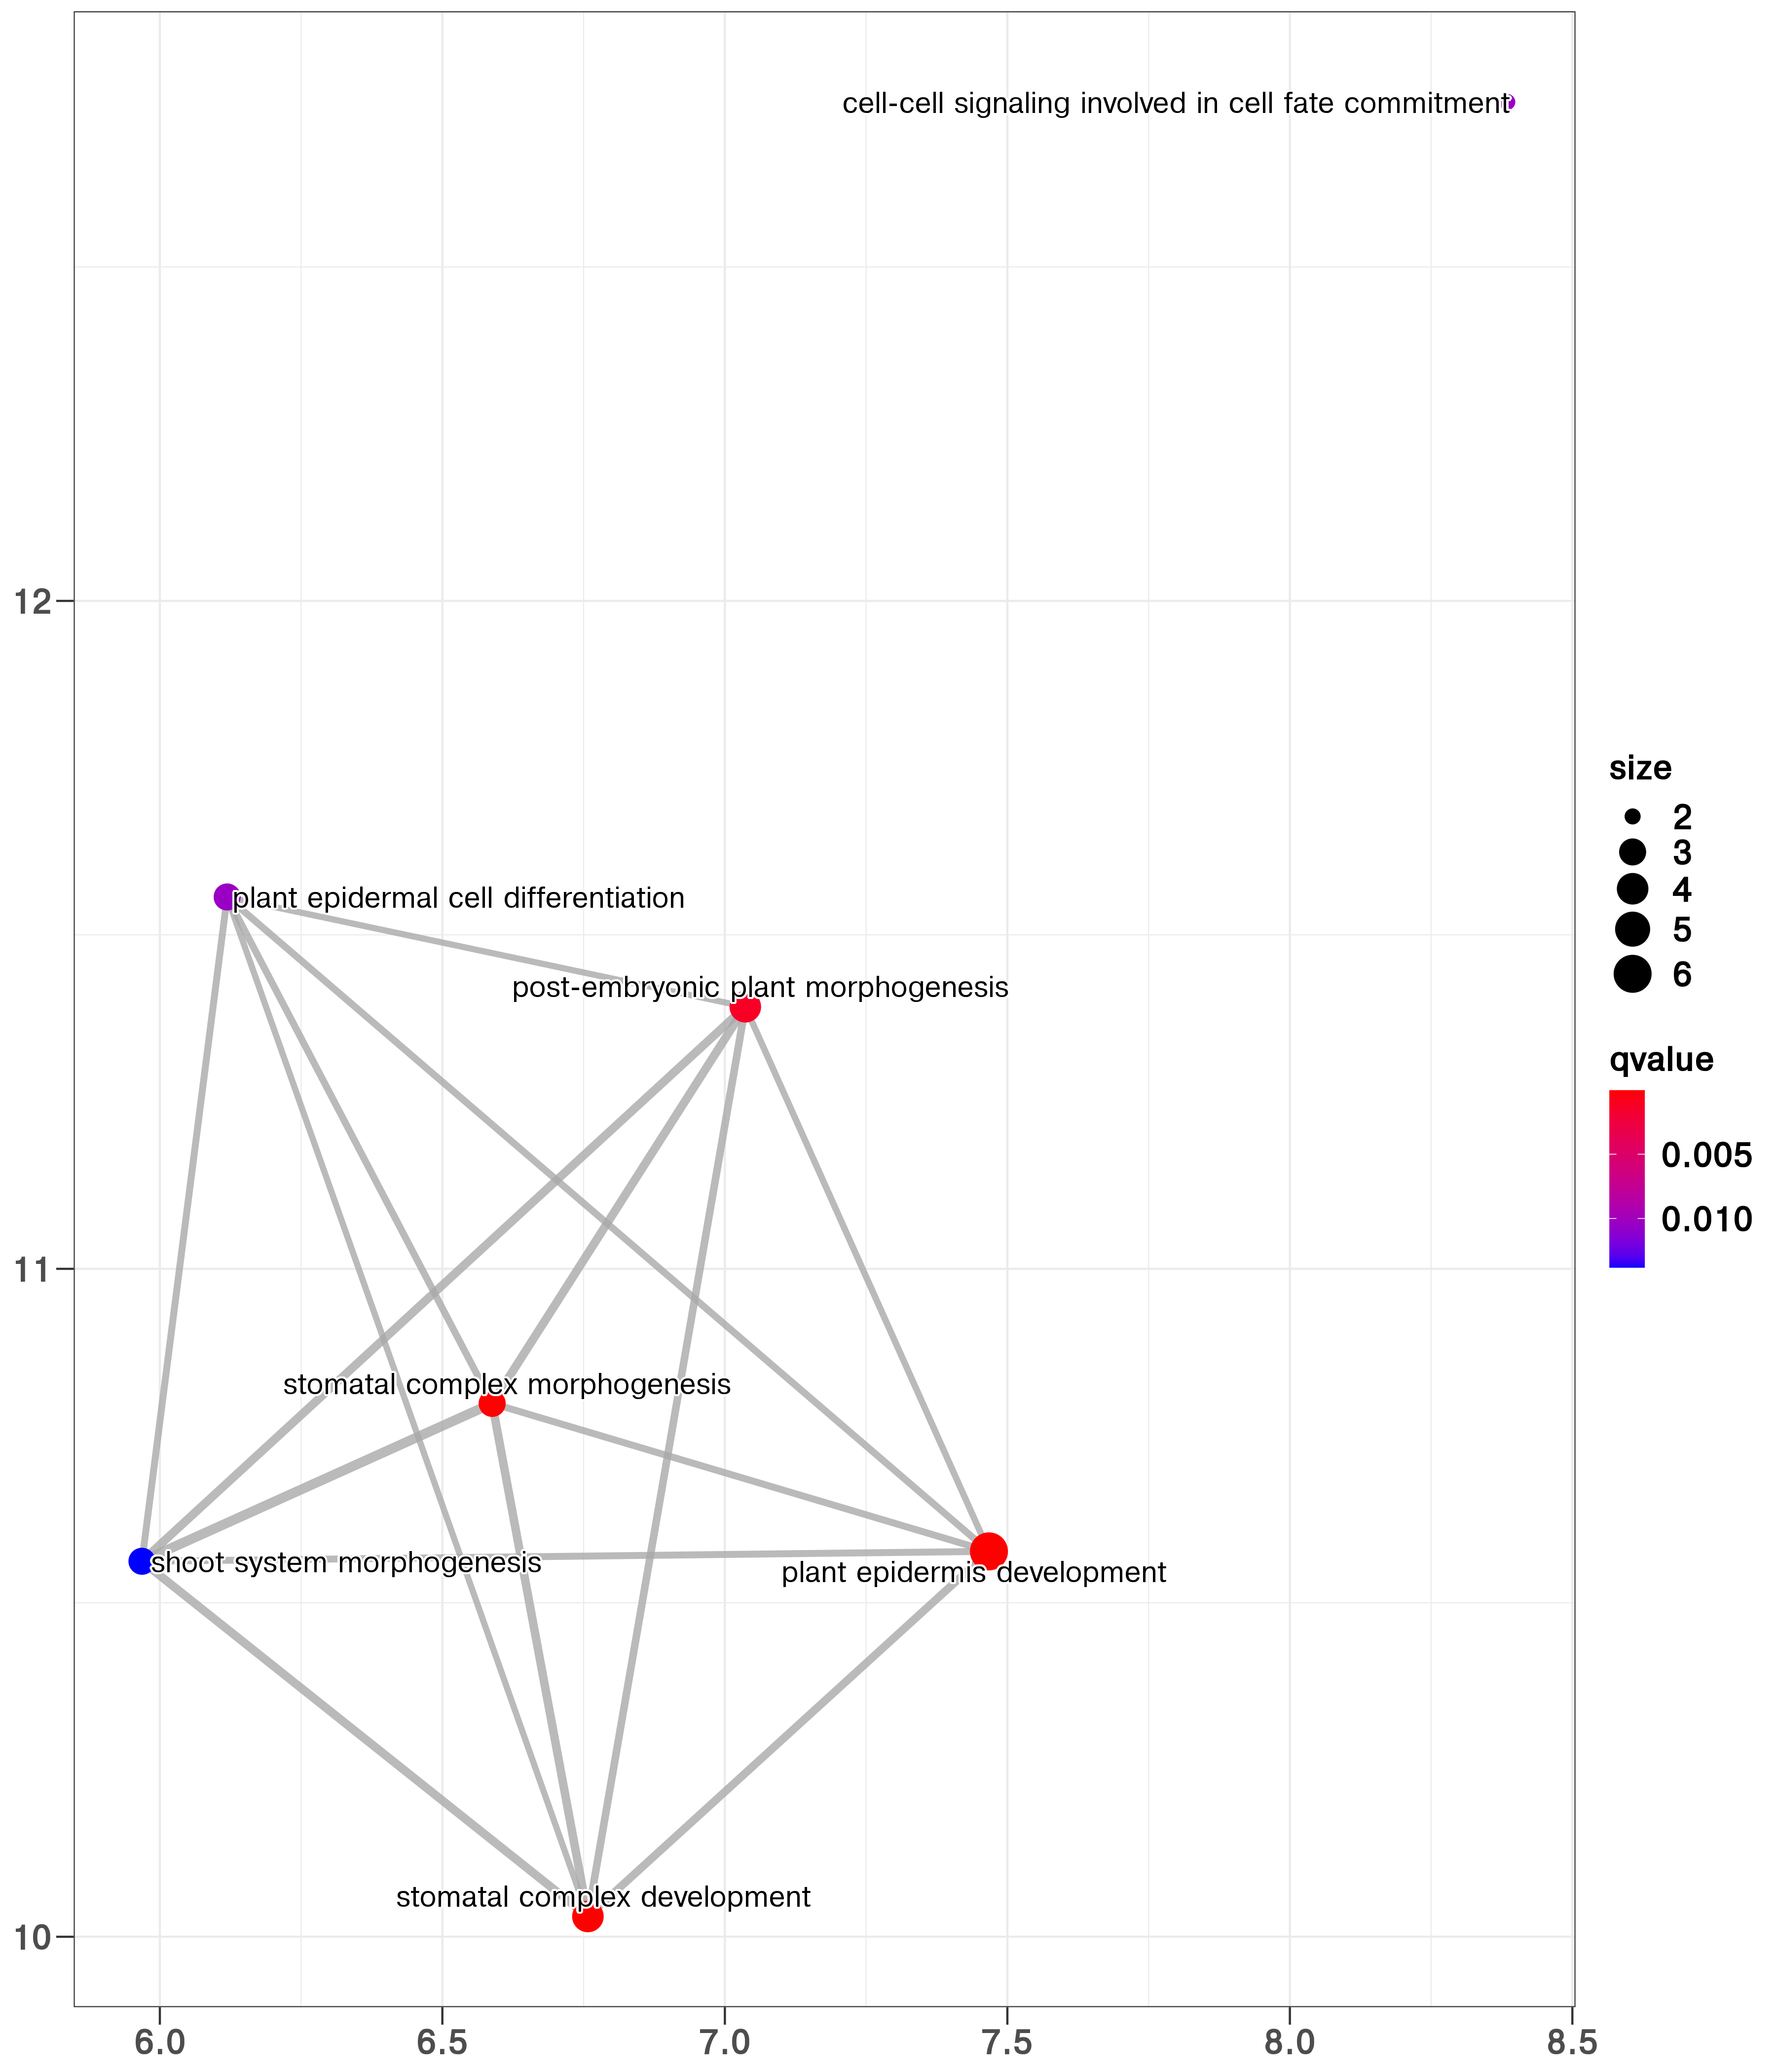 cell-cell signaling involved in cell fate commitment
12
size
2
3
4
5
6
plant epidermal cell differentiation
post-embryonic plant morphogenesis
qvalue
0.005
0.010
11
stomatal complex morphogenesis
shoot system morphogenesis
plant epidermis development
stomatal complex development
10
6.0
6.5
7.0
7.5
8.0
8.5